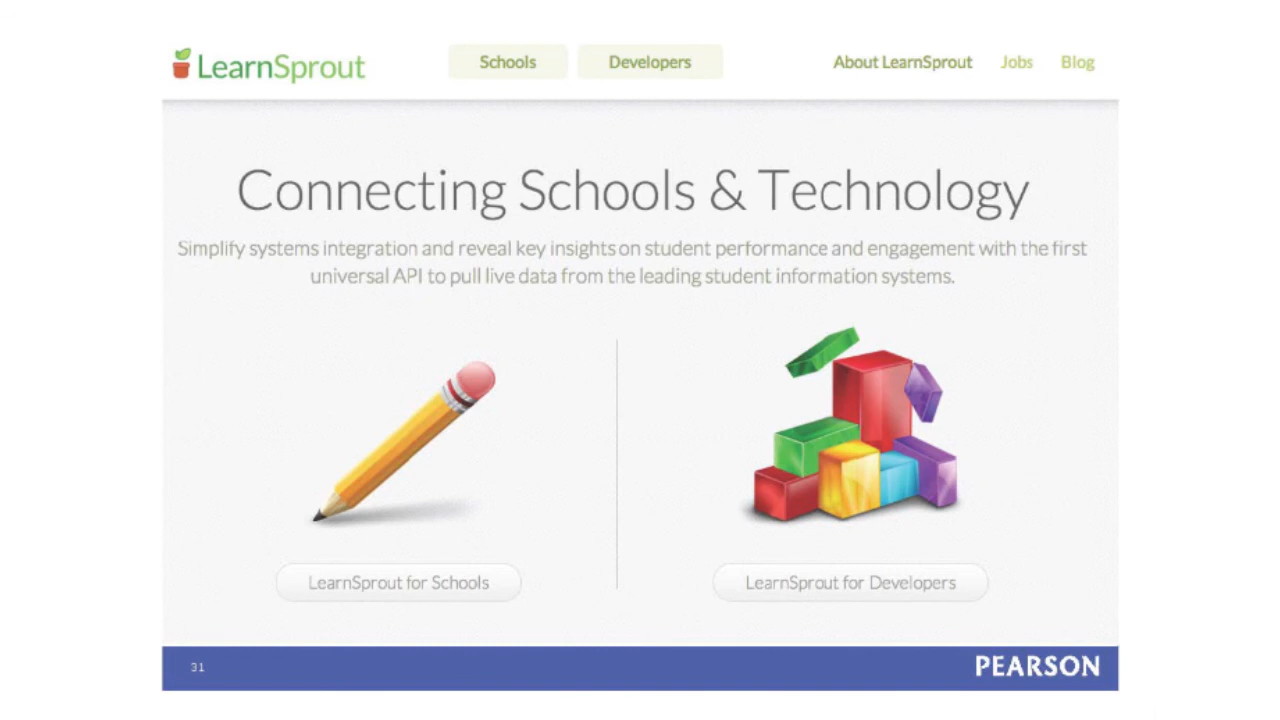 LearnSprout
Schools
Developers
About LearnSprout
Jobs
Blog
Connecting Schools & Technology
Simplify systems integration and reveal key insights on student performance and engagement with the first
universal API to pull live data from the leading student information systems.
LearnSprout for Schools
LearnSprout for Developers
31
PEARSON